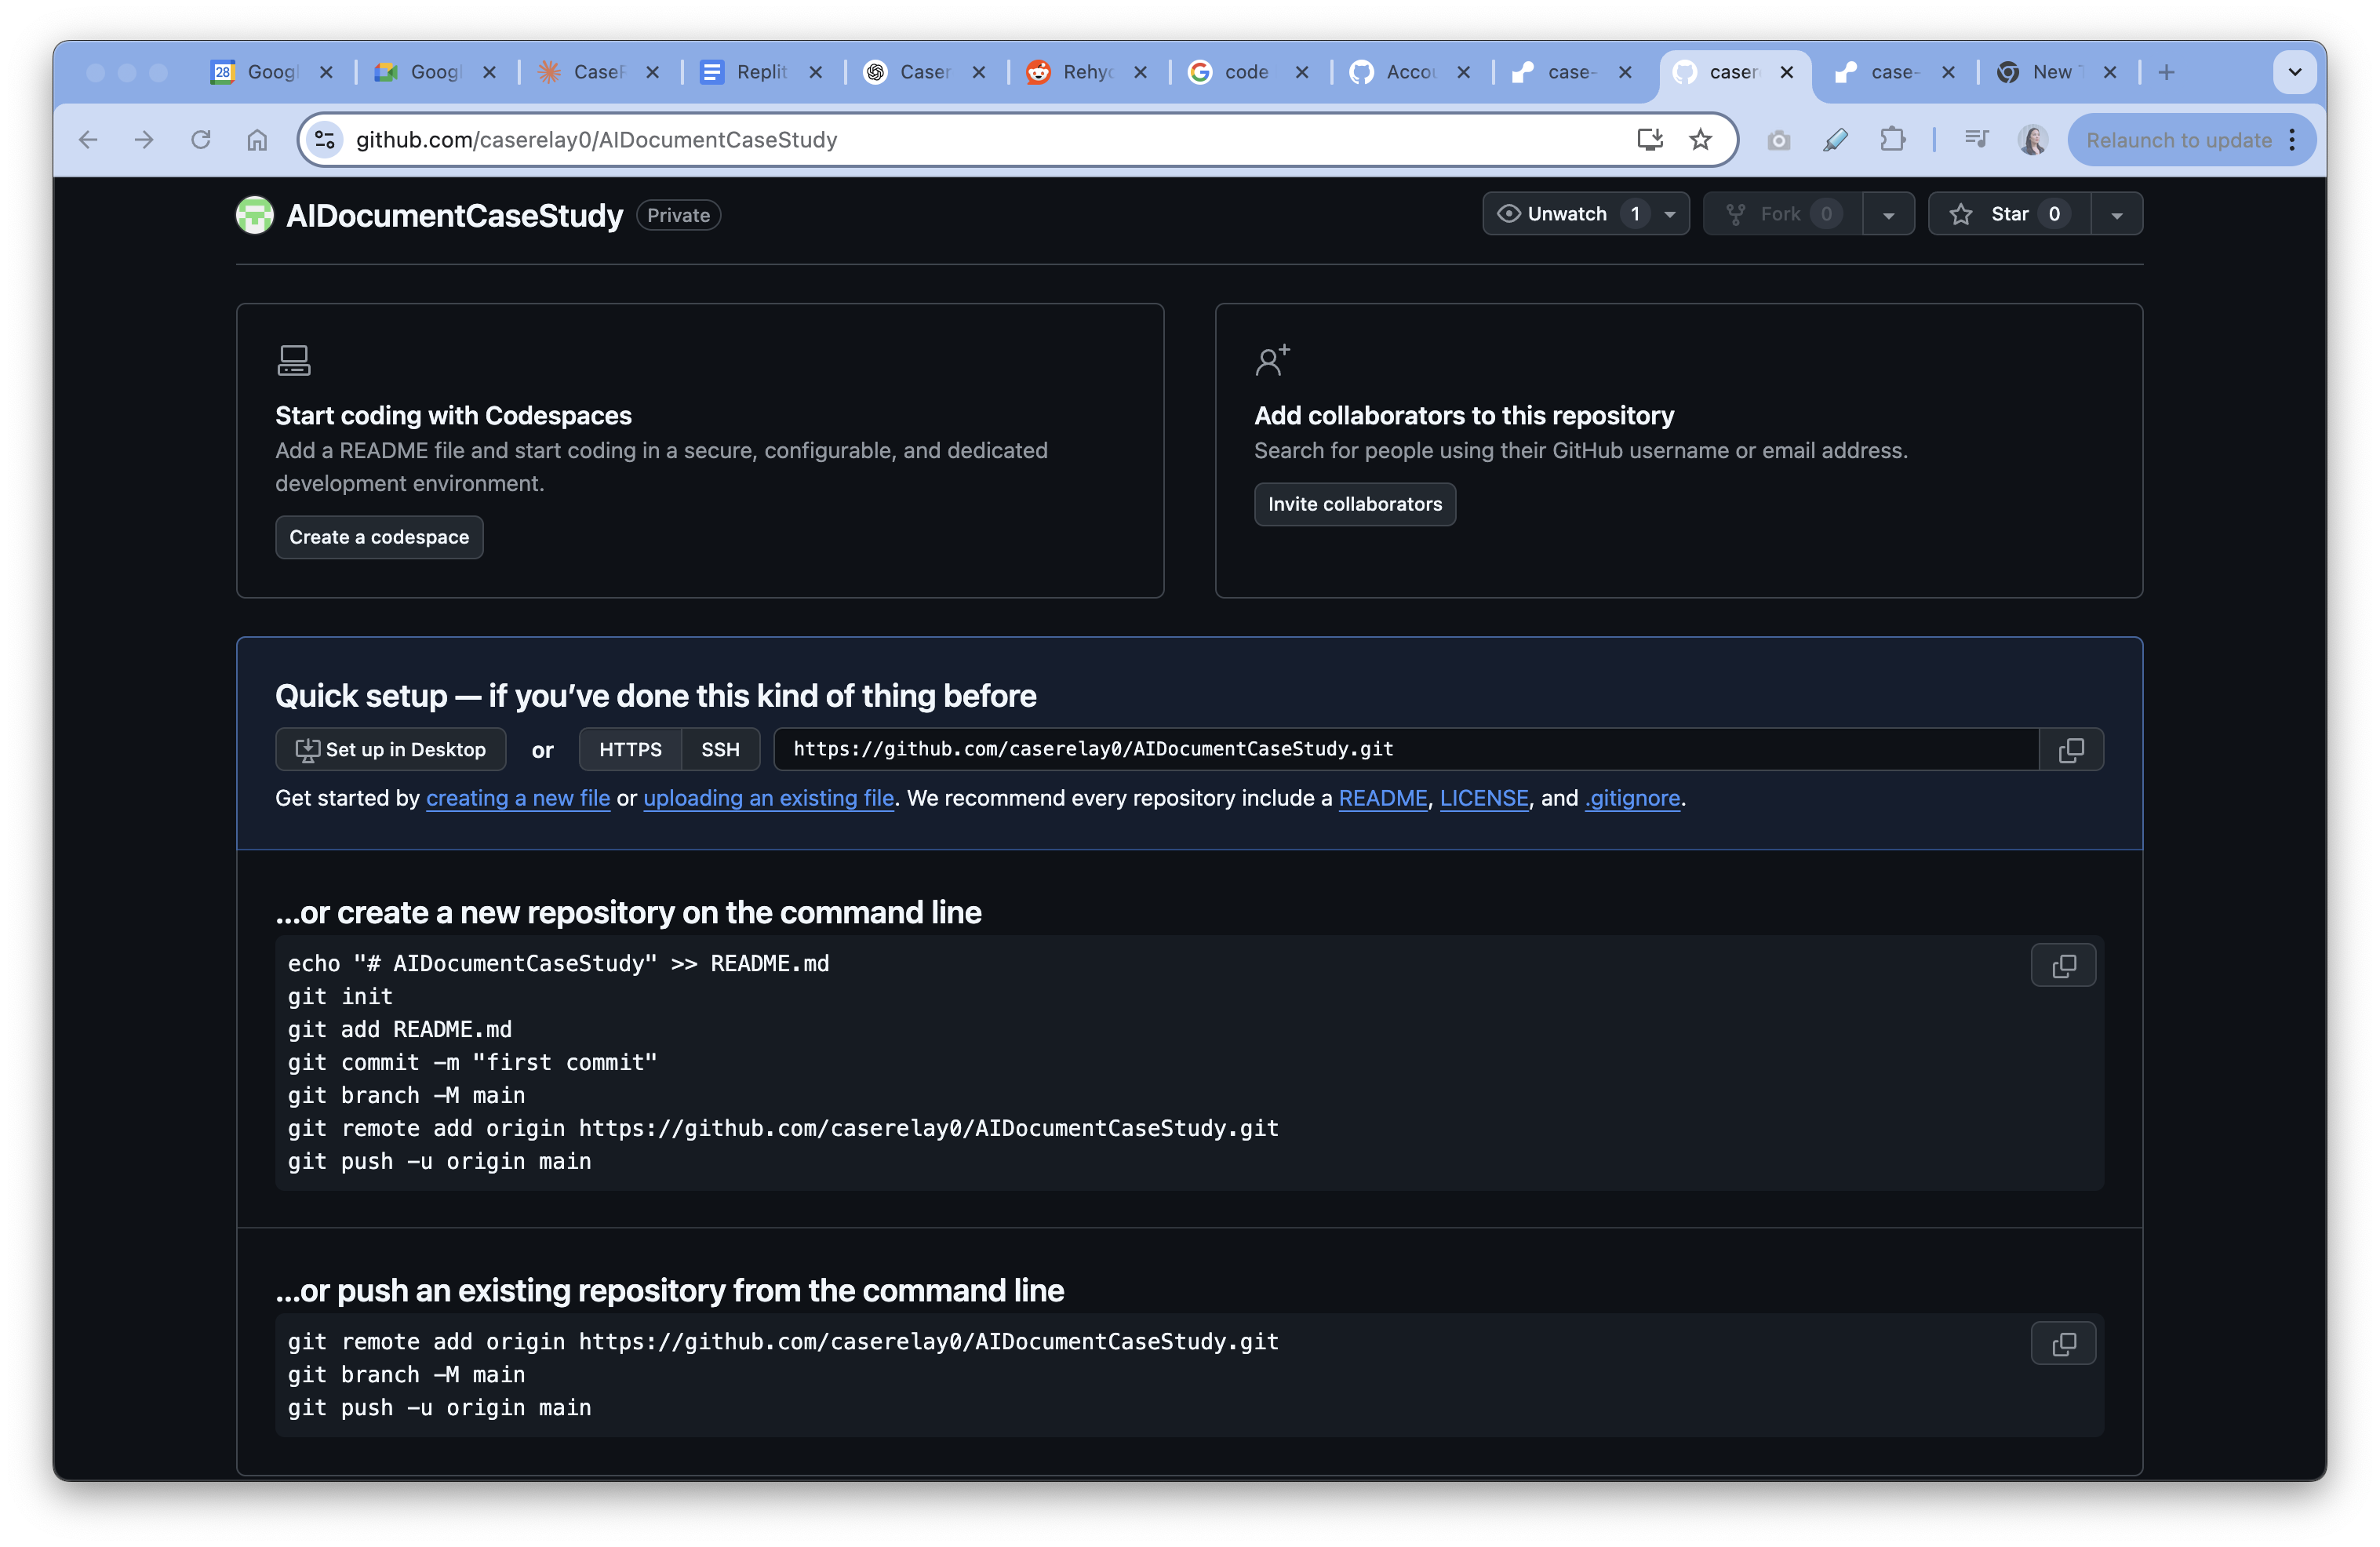 28
Googl
Googl
CaseR
Replit
Caser
Rehyd
code
Accou
case-
casere
case-
New T
github.com/caserelay0/AIDocumentCaseStudy
Relaunch to update
AIDocumentCaseStudy
Private
Unwatch 1
Fork 0
Star 0
Start coding with Codespaces
Add a README file and start coding in a secure, configurable, and dedicated
development environment.
Create a codespace
Add collaborators to this repository
Search for people using their GitHub username or email address.
Invite collaborators
Quick setup — if you’ve done this kind of thing before
Set up in Desktop or HTTPS SSH https://github.com/caserelay0/AIDocumentCaseStudy.git
Get started by creating a new file or uploading an existing file. We recommend every repository include a README, LICENSE, and .gitignore.
…or create a new repository on the command line
echo "# AIDocumentCaseStudy" >> README.md
git init
git add README.md
git commit -m "first commit"
git branch -M main
git remote add origin https://github.com/caserelay0/AIDocumentCaseStudy.git
git push -u origin main
…or push an existing repository from the command line
git remote add origin https://github.com/caserelay0/AIDocumentCaseStudy.git
git branch -M main
git push -u origin main